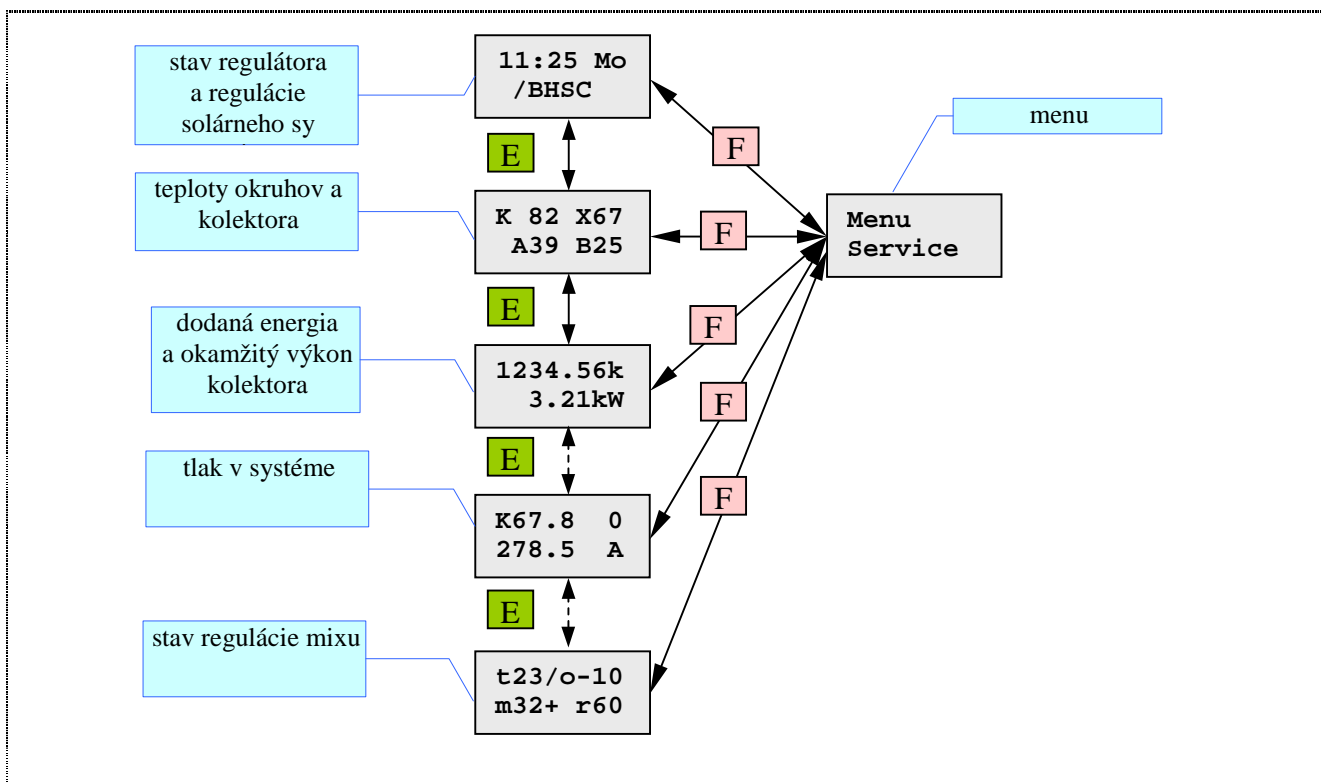 stav regulátora
a regulácie
solárneho sy
11:25 Mo
/BHSC
menu
E
F
teploty okruhov a
kolektora
K 82 X67
A39 B25
F
Menu
Service
E
F
dodaná energia
a okamžitý výkon
kolektora
1234.56k
3.21kW
F
E
tlak v systéme
K67.8 0
278.5 A
F
E
stav regulácie mixu
t23/o-10
m32+ r60